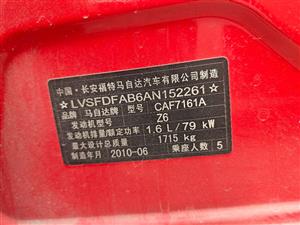 中国·长安福特马自达汽车有限公司制造
★LVSFDFAB6AN152261★
品牌 马自达牌 型号 CAF7161A
发动机型号 Z6
发动机排量/额定功率 1.6 L/79 kW
最大设计总质量 1715 kg
制造年月 2010-06 乘座人数 5